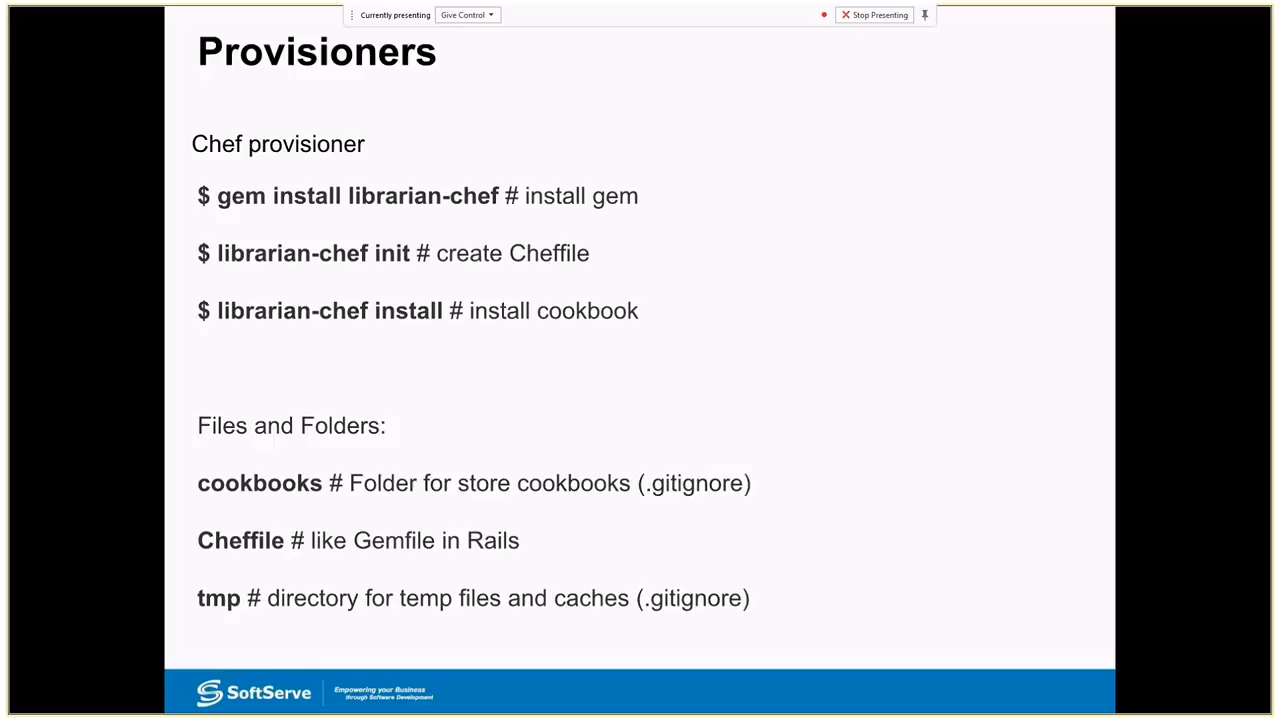 Currently presenting Give Control Stop Presenting
Provisioners
Chef provisioner
$ gem install librarian-chef # install gem
$ librarian-chef init # create Cheffile
$ librarian-chef install # install cookbook
Files and Folders:
cookbooks # Folder for store cookbooks (.gitignore)
Cheffile # like Gemfile in Rails
tmp # directory for temp files and caches (.gitignore)
SoftServe
Empowering your Business
through Software Development